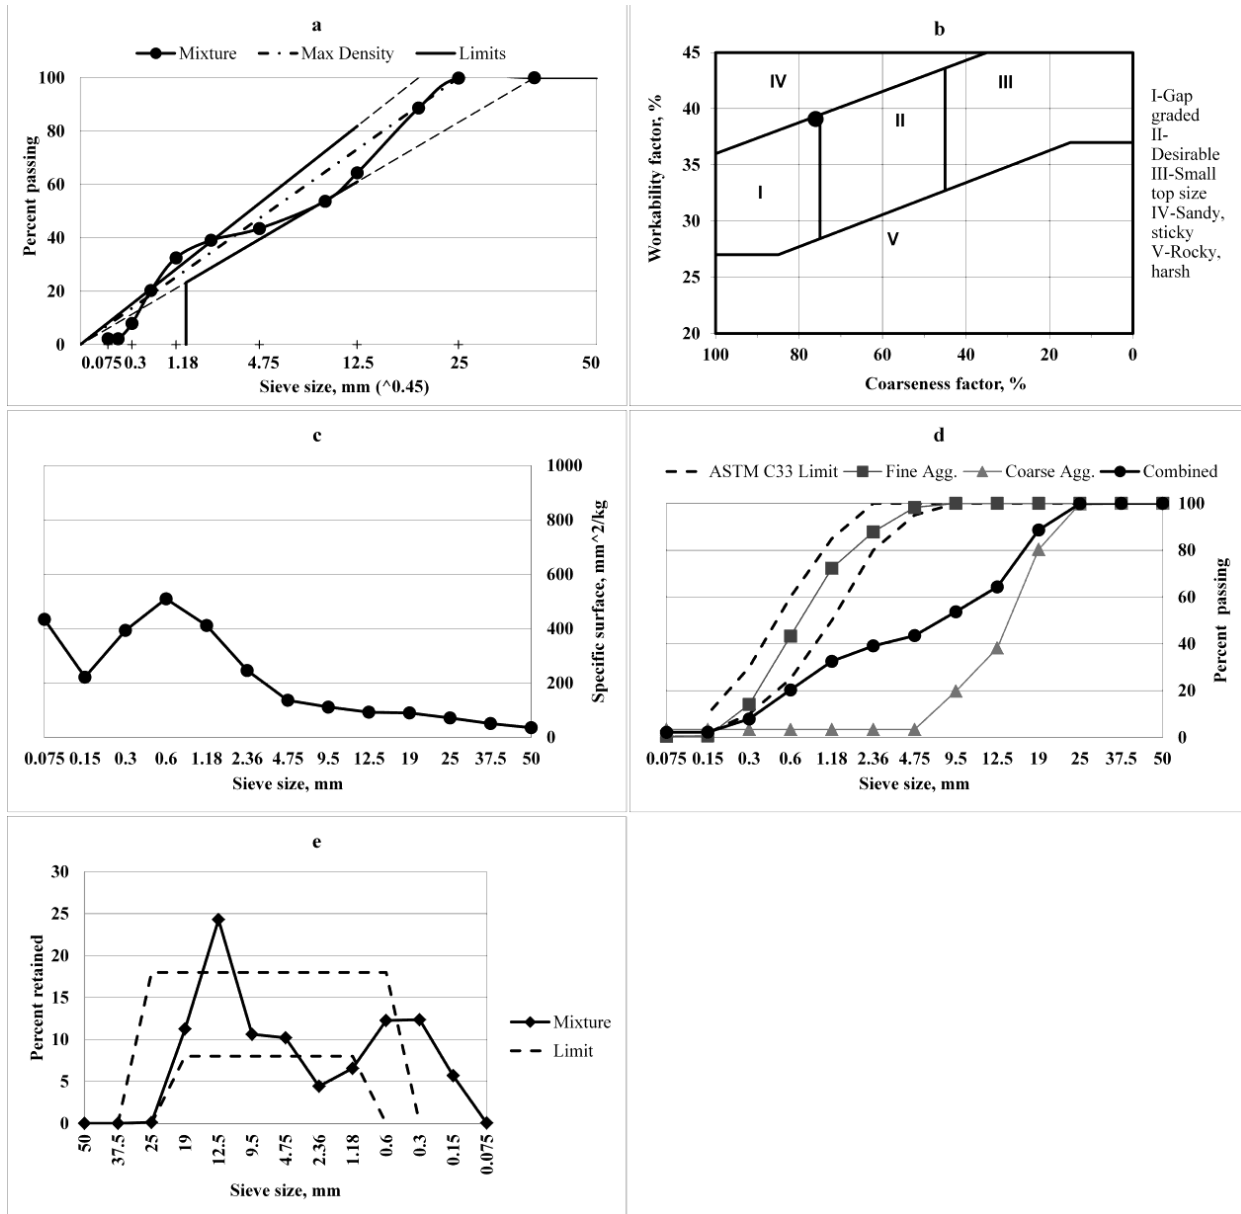 a
Mixture Max Density Limits
100
80
60
40
20
0
Percent passing
0.075 0.3 1.18 4.75 12.5 25 50
Sieve size, mm (^0.45)
b
45
40
35
30
25
20
Workability factor, %
IV
III
II
I
V
100 80 60 40 20 0
Coarseness factor, %
I-Gap
graded
II-
Desirable
III-Small
top size
IV-Sandy,
sticky
V-Rocky,
harsh
c
1000
800
600
400
200
0
Specific surface, mm^2/kg
0.075 0.15 0.3 0.6 1.18 2.36 4.75 9.5 12.5 19 25 37.5 50
Sieve size, mm
d
ASTM C33 Limit Fine Agg. Coarse Agg. Combined
100
80
60
40
20
0
Percent passing
0.075 0.15 0.3 0.6 1.18 2.36 4.75 9.5 12.5 19 25 37.5 50
Sieve size, mm
e
30
25
20
15
10
5
0
Percent retained
50 37.5 25 19 12.5 9.5 4.75 2.36 1.18 0.6 0.3 0.15 0.075
Sieve size, mm
Mixture
Limit